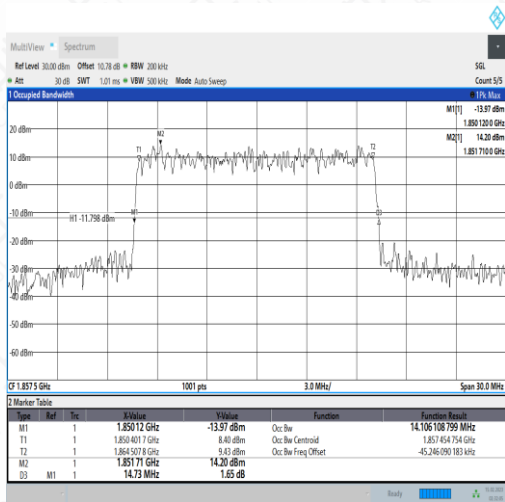 MultiView Spectrum
Ref Level 30.00 dBm Offset 10.78 dB RBW 200 kHz SGL
Att 30 dB SWT 1.01 ms VBW 500 kHz Mode Auto Sweep Count 5/5
1 Occupied Bandwidth 1Pk Max
M1[1] -13.97 dBm
1.850 120 0 GHz
M2[1] 14.20 dBm
1.851 710 0 GHz
20 dBm
M2
T1 T2
10 dBm
0 dBm
-10 dBm
M1 D3
H1 -11.798 dBm
-20 dBm
-30 dBm
-40 dBm
-50 dBm
-60 dBm
CF 1.857 5 GHz 1001 pts 3.0 MHz/ Span 30.0 MHz
2 Marker Table
Type Ref Trc X-Value Y-Value Function Function Result
M1 1 1.850 12 GHz -13.97 dBm Occ Bw 14.106 108 799 MHz
T1 1 1.850 401 7 GHz 8.40 dBm Occ Bw Centroid 1.857 454 754 GHz
T2 1 1.864 507 8 GHz 9.43 dBm Occ Bw Freq Offset -45.246 090 183 kHz
M2 1 1.851 71 GHz 14.20 dBm
D3 M1 1 14.73 MHz 1.65 dB
Ready